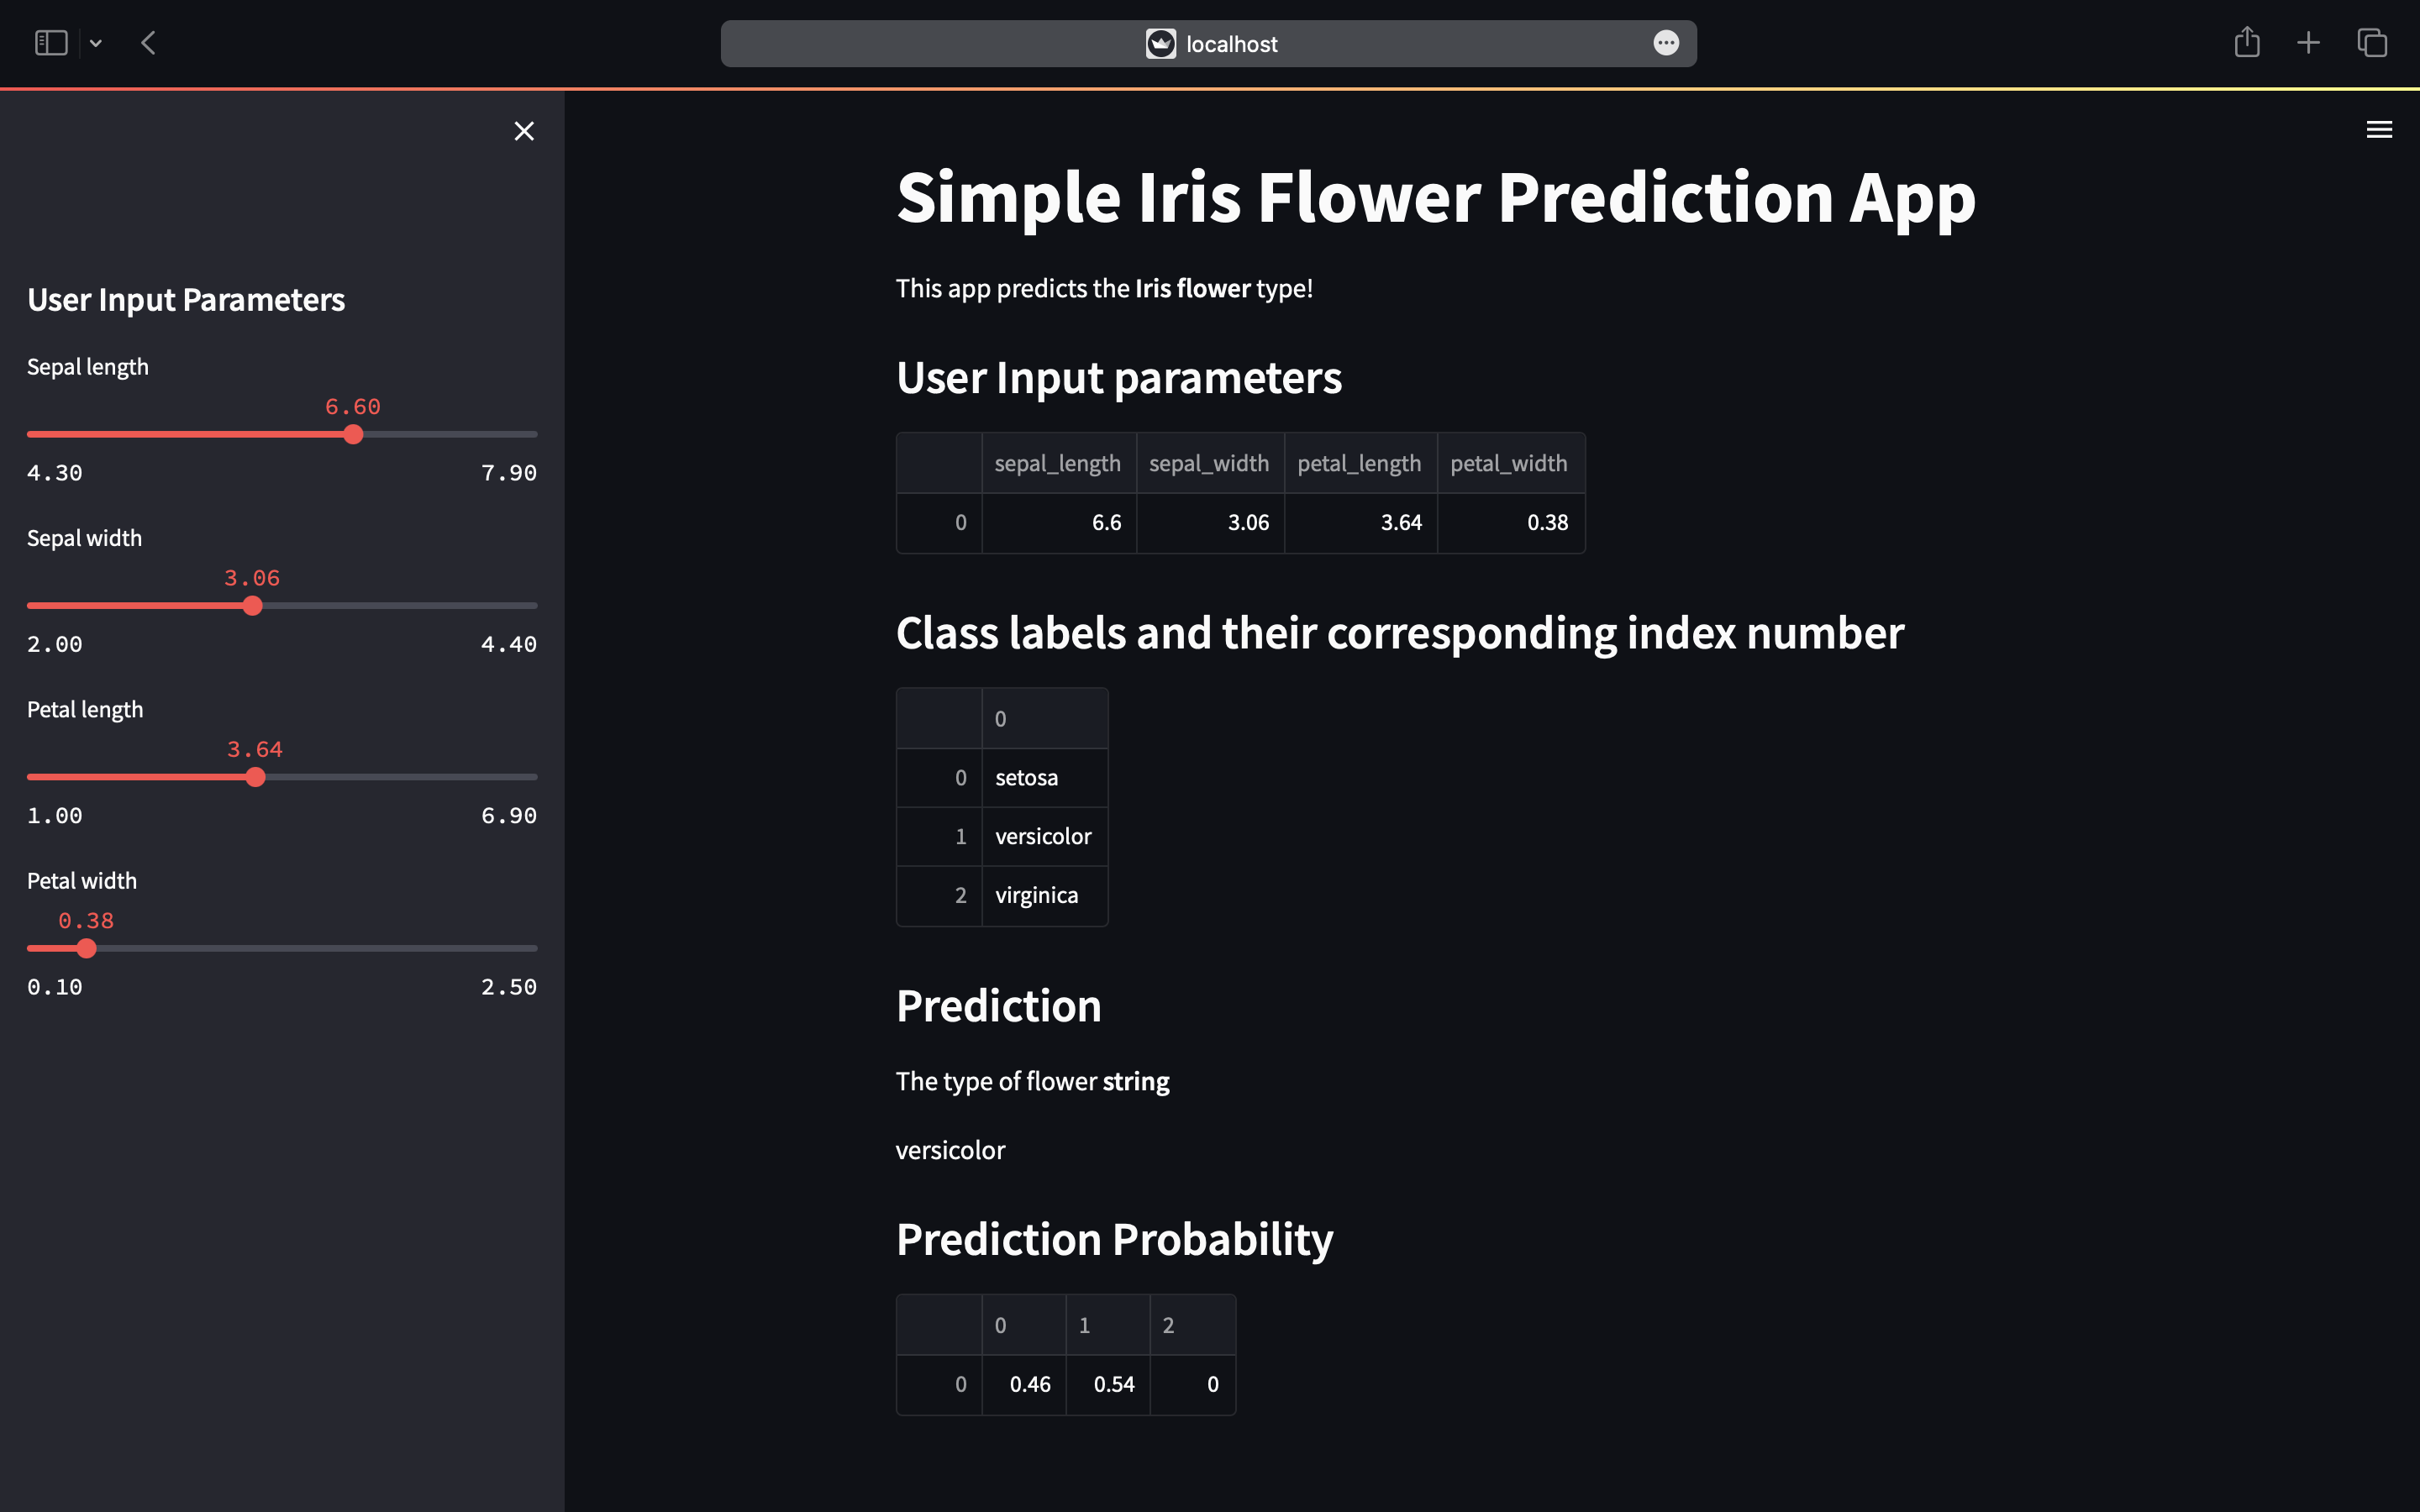 localhost
User Input Parameters
Sepal length
6.60
4.30 7.90
Sepal width
3.06
2.00 4.40
Petal length
3.64
1.00 6.90
Petal width
0.38
0.10 2.50
Simple Iris Flower Prediction App
This app predicts the Iris flower type!
User Input parameters
sepal_length sepal_width petal_length petal_width
0 6.6 3.06 3.64 0.38
Class labels and their corresponding index number
0
0 setosa
1 versicolor
2 virginica
Prediction
The type of flower string
versicolor
Prediction Probability
0 1 2
0 0.46 0.54 0